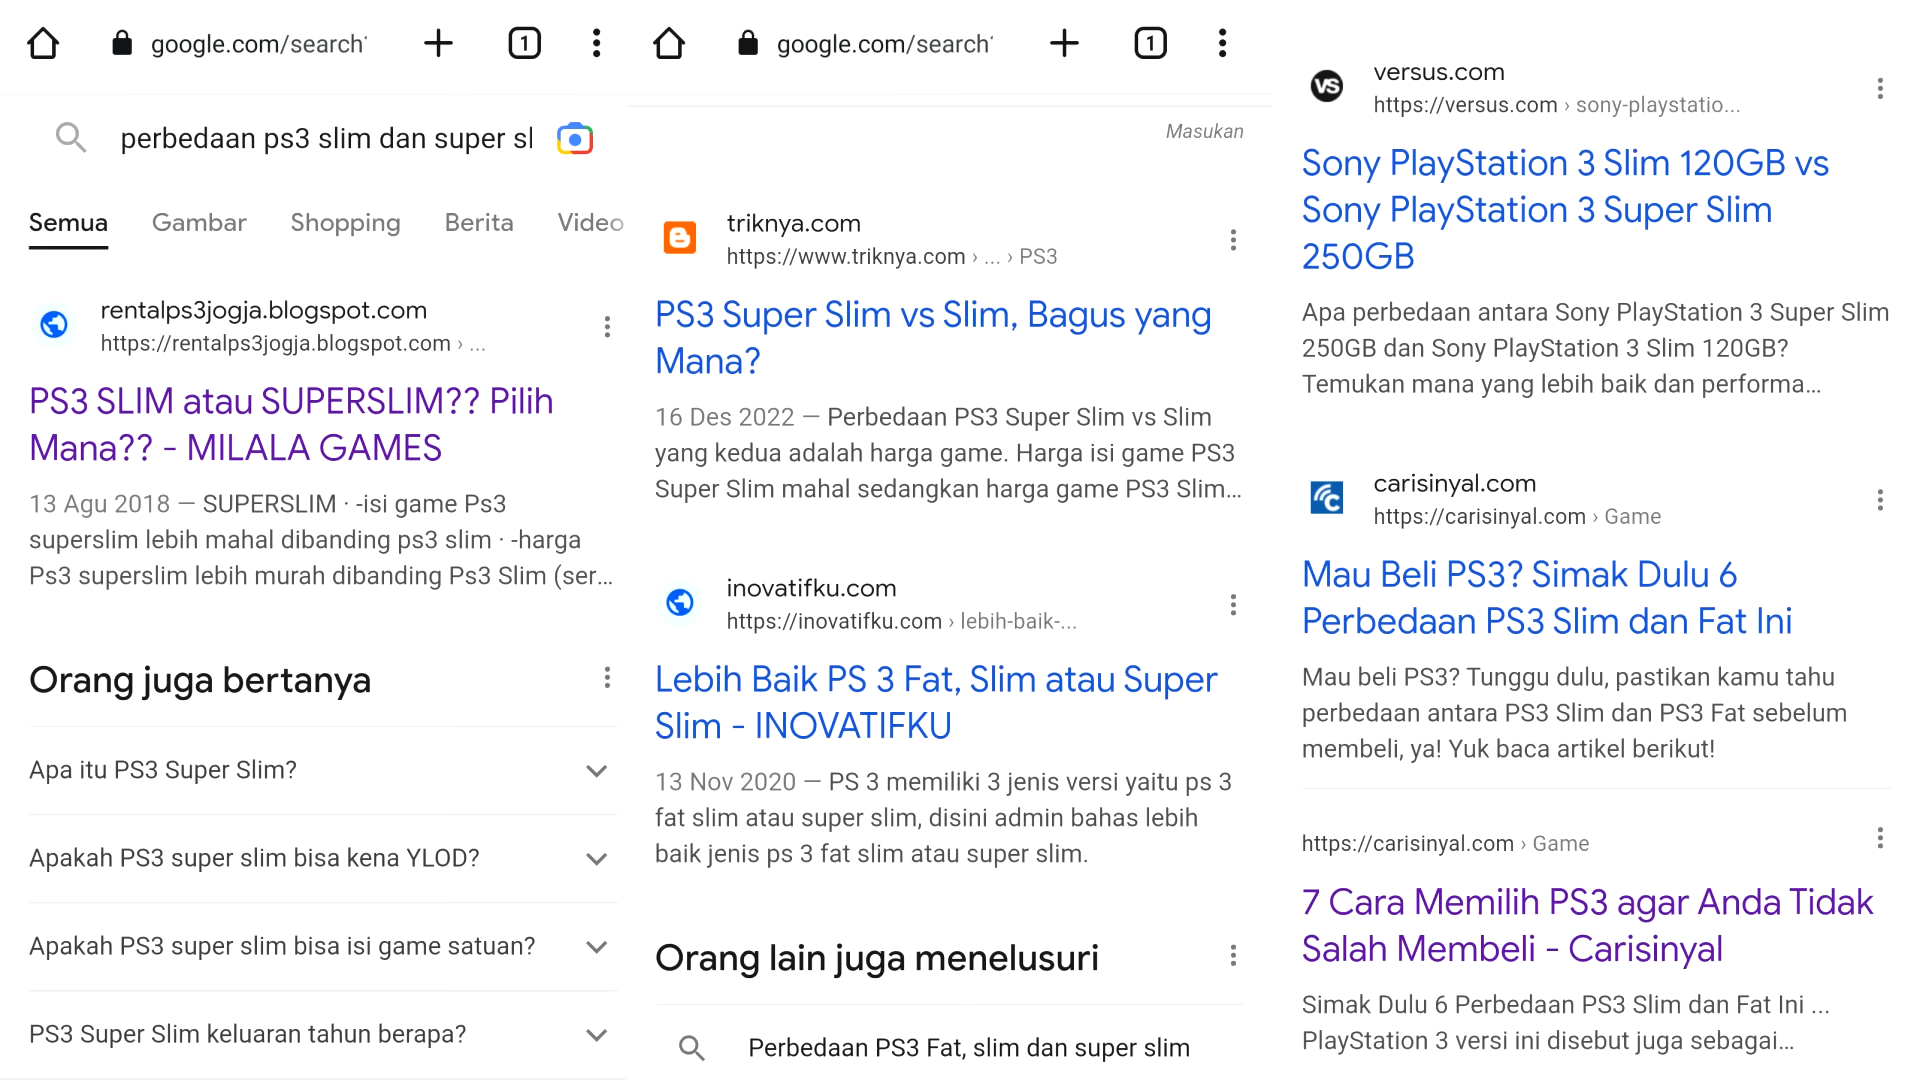 google.com/search
1
perbedaan ps3 slim dan super sl
Semua Gambar Shopping Berita Video
rentalps3jogja.blogspot.com
https://rentalps3jogja.blogspot.com › ...
PS3 SLIM atau SUPERSLIM?? Pilih
Mana?? - MILALA GAMES
13 Agu 2018 — SUPERSLIM · -isi game Ps3
superslim lebih mahal dibanding ps3 slim · -harga
Ps3 superslim lebih murah dibanding Ps3 Slim (ser...
Orang juga bertanya
Apa itu PS3 Super Slim?
Apakah PS3 super slim bisa kena YLOD?
Apakah PS3 super slim bisa isi game satuan?
PS3 Super Slim keluaran tahun berapa?
google.com/search
1
Masukan
triknya.com
https://www.triknya.com › ... › PS3
PS3 Super Slim vs Slim, Bagus yang
Mana?
16 Des 2022 — Perbedaan PS3 Super Slim vs Slim
yang kedua adalah harga game. Harga isi game PS3
Super Slim mahal sedangkan harga game PS3 Slim...
inovatifku.com
https://inovatifku.com › lebih-baik-...
Lebih Baik PS 3 Fat, Slim atau Super
Slim - INOVATIFKU
13 Nov 2020 — PS 3 memiliki 3 jenis versi yaitu ps 3
fat slim atau super slim, disini admin bahas lebih
baik jenis ps 3 fat slim atau super slim.
Orang lain juga menelusuri
Perbedaan PS3 Fat, slim dan super slim
VS
versus.com
https://versus.com › sony-playstatio...
Sony PlayStation 3 Slim 120GB vs
Sony PlayStation 3 Super Slim
250GB
Apa perbedaan antara Sony PlayStation 3 Super Slim
250GB dan Sony PlayStation 3 Slim 120GB?
Temukan mana yang lebih baik dan performa...
carisinyal.com
https://carisinyal.com › Game
Mau Beli PS3? Simak Dulu 6
Perbedaan PS3 Slim dan Fat Ini
Mau beli PS3? Tunggu dulu, pastikan kamu tahu
perbedaan antara PS3 Slim dan PS3 Fat sebelum
membeli, ya! Yuk baca artikel berikut!
https://carisinyal.com › Game
7 Cara Memilih PS3 agar Anda Tidak
Salah Membeli - Carisinyal
Simak Dulu 6 Perbedaan PS3 Slim dan Fat Ini ...
PlayStation 3 versi ini disebut juga sebagai...